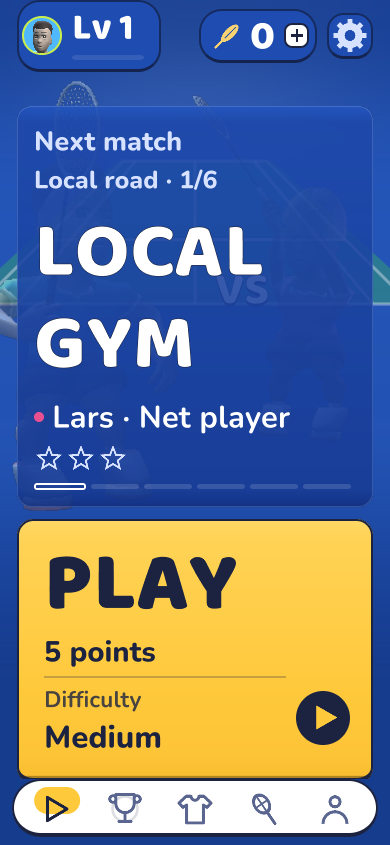 Lv 1
0
Next match
Local road · 1/6
VS
LOCAL
GYM
Lars · Net player
PLAY
5 points
Difficulty
Medium